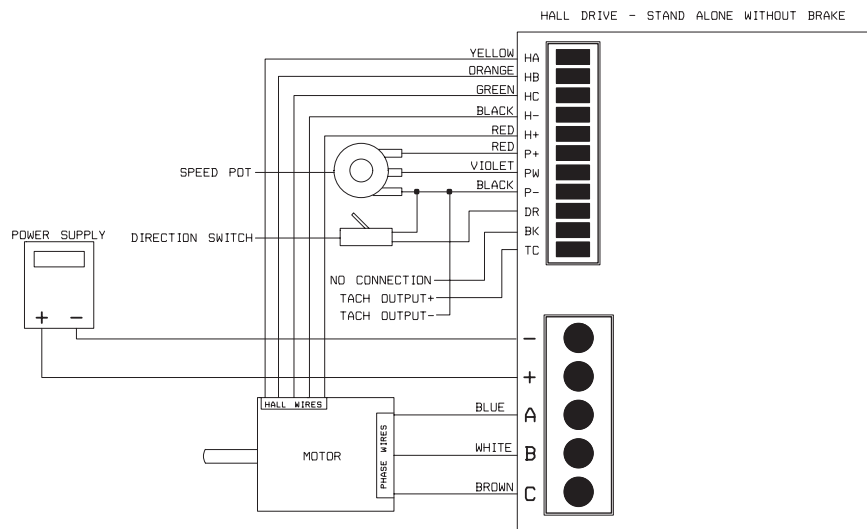 HALL DRIVE - STAND ALONE WITHOUT BRAKE
YELLOW HA
ORANGE HB
GREEN HC
BLACK H-
RED H+
RED P+
SPEED POT VIOLET PW
BLACK P-
DR
POWER SUPPLY DIRECTION SWITCH BK
TC
NO CONNECTION
TACH OUTPUT+
+ - TACH OUTPUT-
-
+
HALL WIRES
BLUE A
MOTOR PHASE WIRES WHITE B
BROWN C